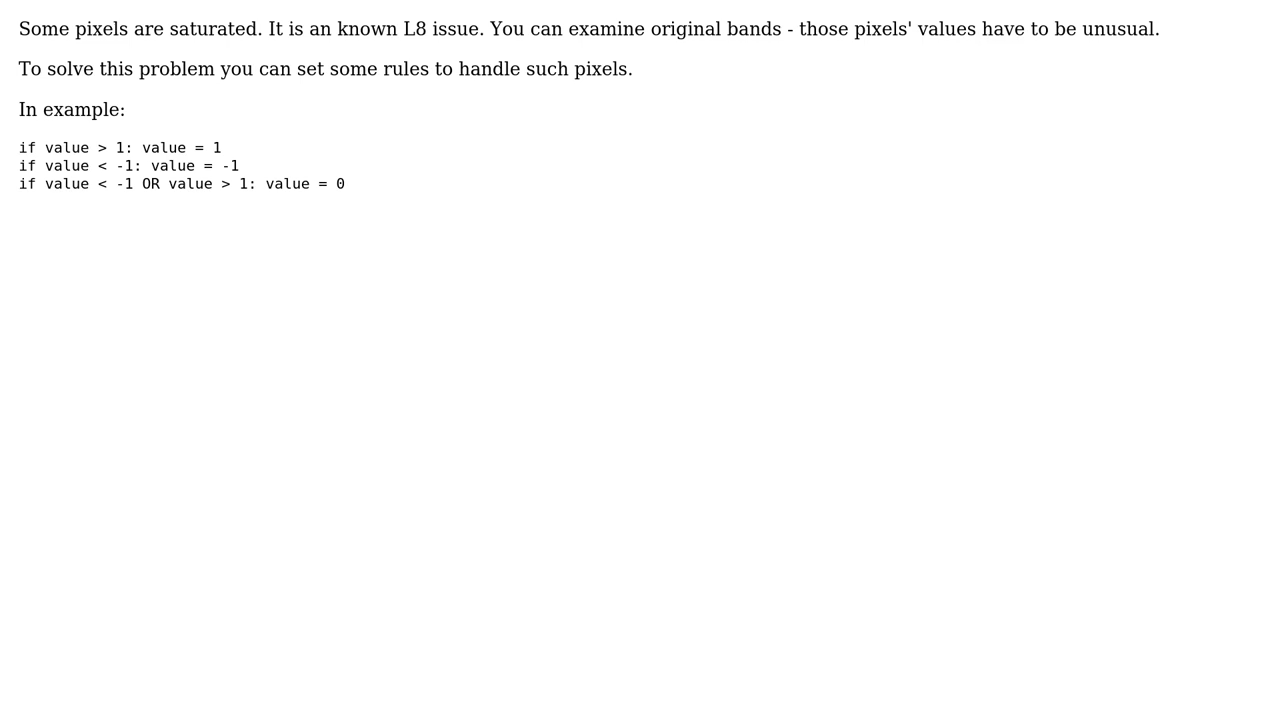 Some pixels are saturated. It is an known L8 issue. You can examine original bands - those pixels' values have to be unusual.
To solve this problem you can set some rules to handle such pixels.
In example:
if value > 1: value = 1
if value < -1: value = -1
if value < -1 OR value > 1: value = 0